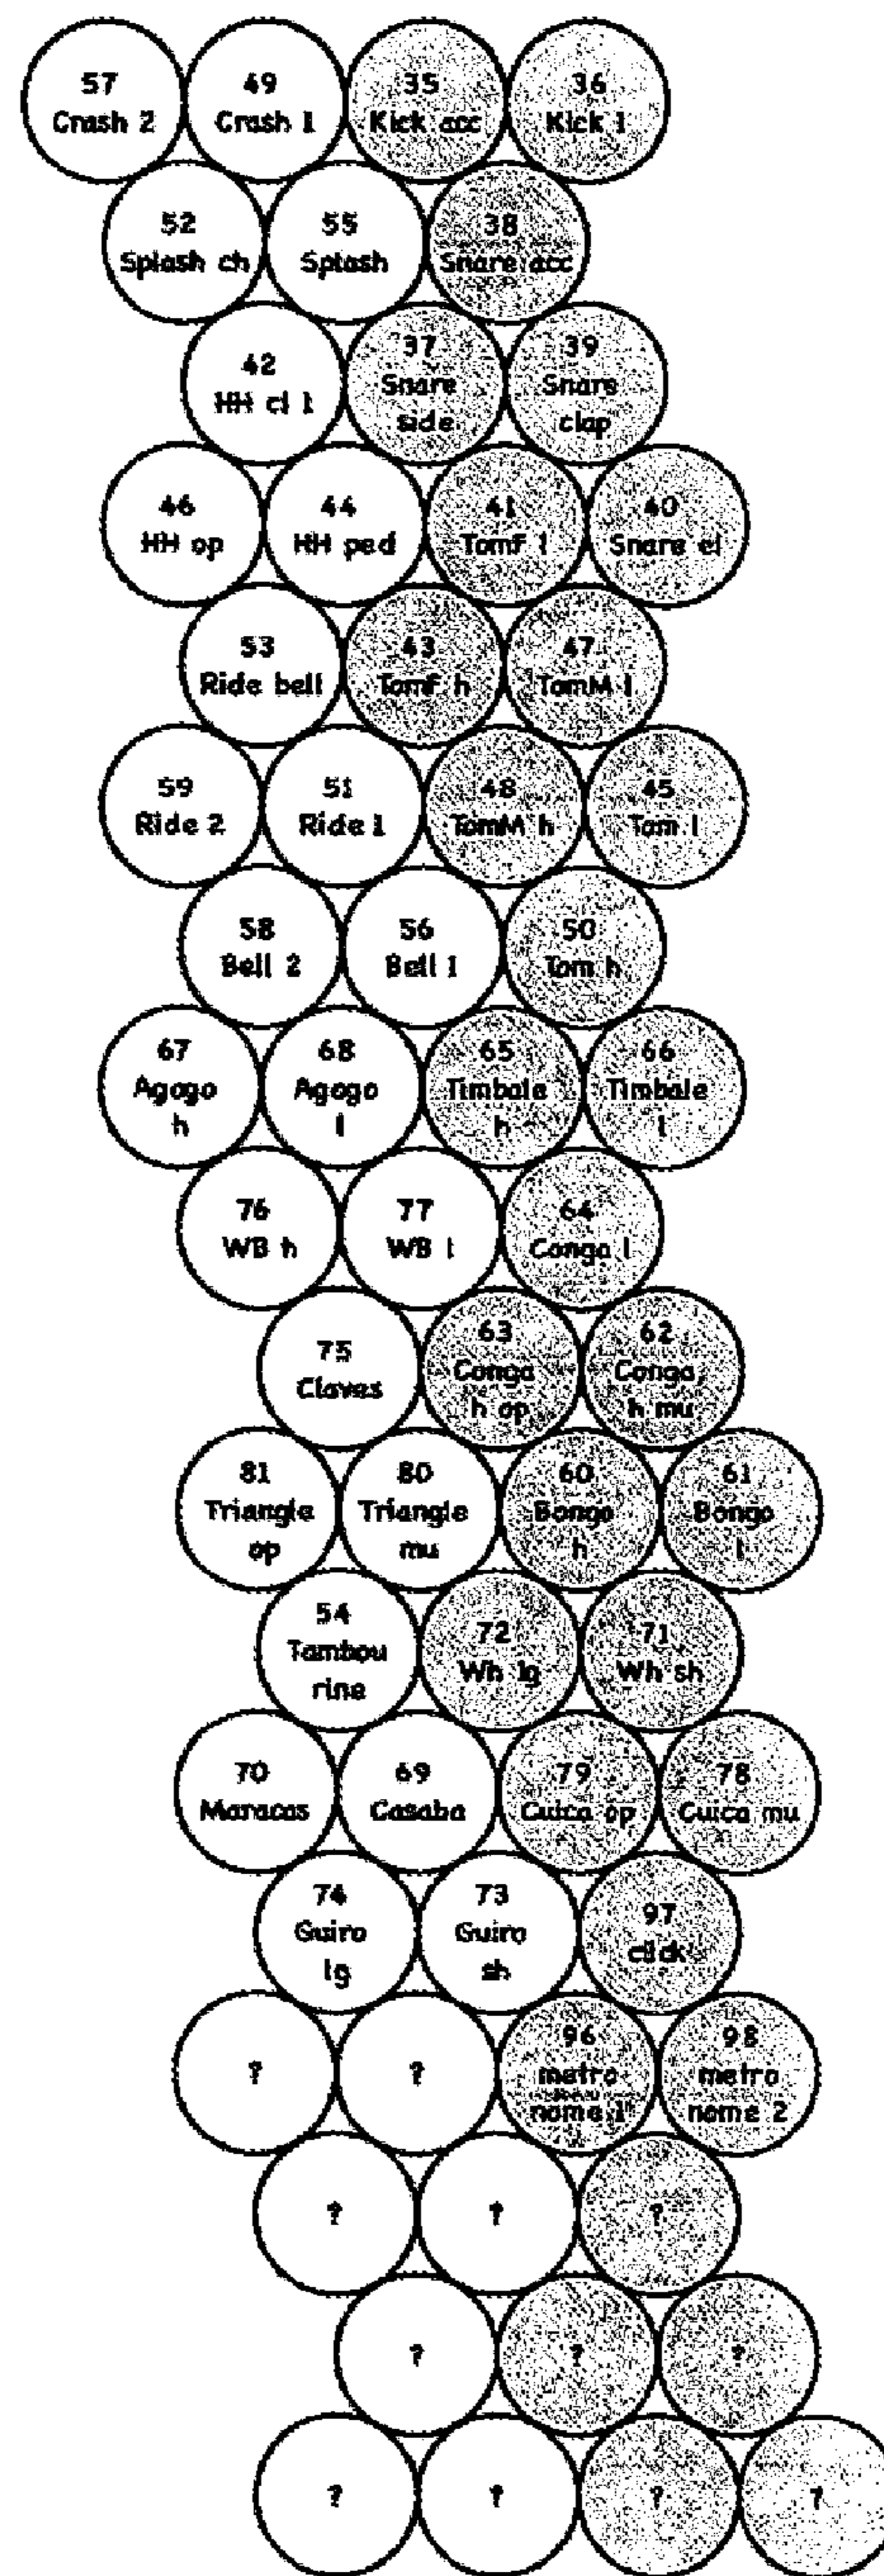 57 49 35 36
Crash 2 Crash 1 Kick acc Kick 1
52 55 38
Splash ch Splash Snare acc
42 37 39
HH cl 1 Snare side Snare clap
46 44 41 40
HH op HH ped TomF l Snare el
53 43 47
Ride bell TomF h TomM l
59 51 48 45
Ride 2 Ride 1 TomM h Tom l
58 56 50
Bell 2 Bell 1 Tom h
67 68 65 66
Agogo Agogo Timbale Timbale
h l h l
76 77 64
WB h WB l Conga l
75 63 62
Claves Conga Conga
h op h mu
81 80 60 61
Triangle Triangle Bongo Bongo
op mu h l
54 72 71
Tambou Wh lg Wh sh
rine
70 69 79 78
Maracas Casaba Cuica op Cuica mu
74 73 97
Guiro Guiro click
lg sh
? ? 96 98
metro metro
nome 1 nome 2
? ? ?
? ? ?
? ? ? ?